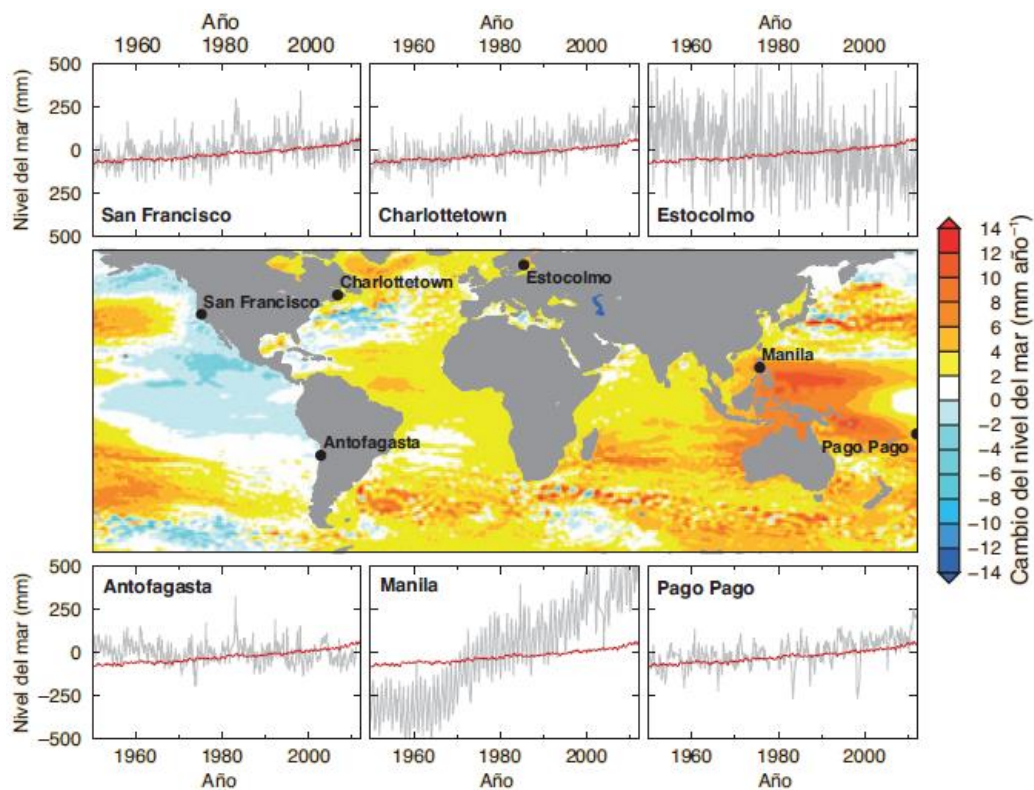 Año Año Año
1960 1980 2000 1960 1980 2000 1960 1980 2000
Nivel del mar (mm)
500
250
0
250
500
San Francisco Charlottetown Estocolmo
Estocolmo
Charlottetown
San Francisco
Manila
Antofagasta
Pago Pago
14
12
10
8
6
4
2
0
−2
−4
−6
−8
−10
−12
−14
Cambio del nivel del mar (mm año⁻¹)
Antofagasta Manila Pago Pago
Nivel del mar (mm)
500
250
0
−250
−500
1960 1980 2000 1960 1980 2000 1960 1980 2000
Año Año Año